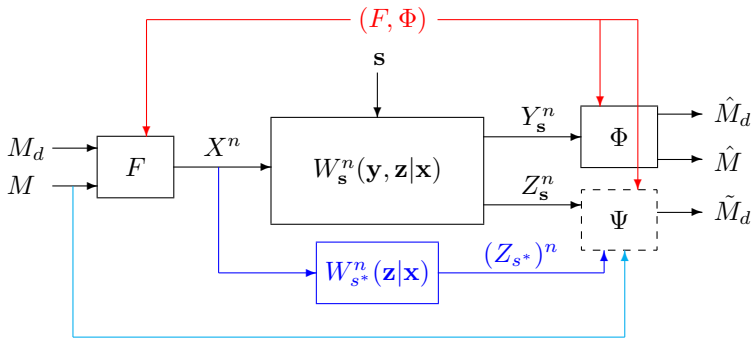 (F, Φ)
s
M_d
M
F
X^n
W_s^n(y, z|x)
Y_s^n
Z_s^n
Φ
Ψ
M̂_d
M̂
M̃_d
W_{s*}^n(z|x)
(Z_{s*})^n